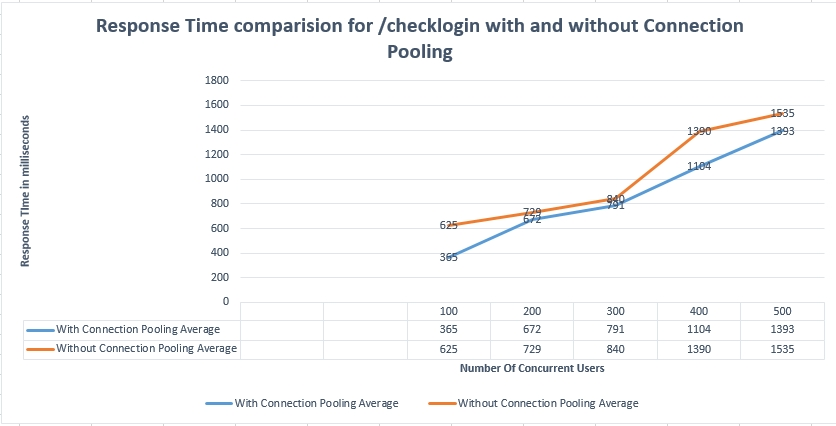 Response Time comparision for /checklogin with and without Connection
Pooling
Response TIme in milliseconds
1800
1600
1400
1200
1000
800
600
400
200
0
625
729
840
1390
1535
365
672
791
1104
1393
100 200 300 400 500
With Connection Pooling Average 365 672 791 1104 1393
Without Connection Pooling Average 625 729 840 1390 1535
Number Of Concurrent Users
With Connection Pooling Average Without Connection Pooling Average